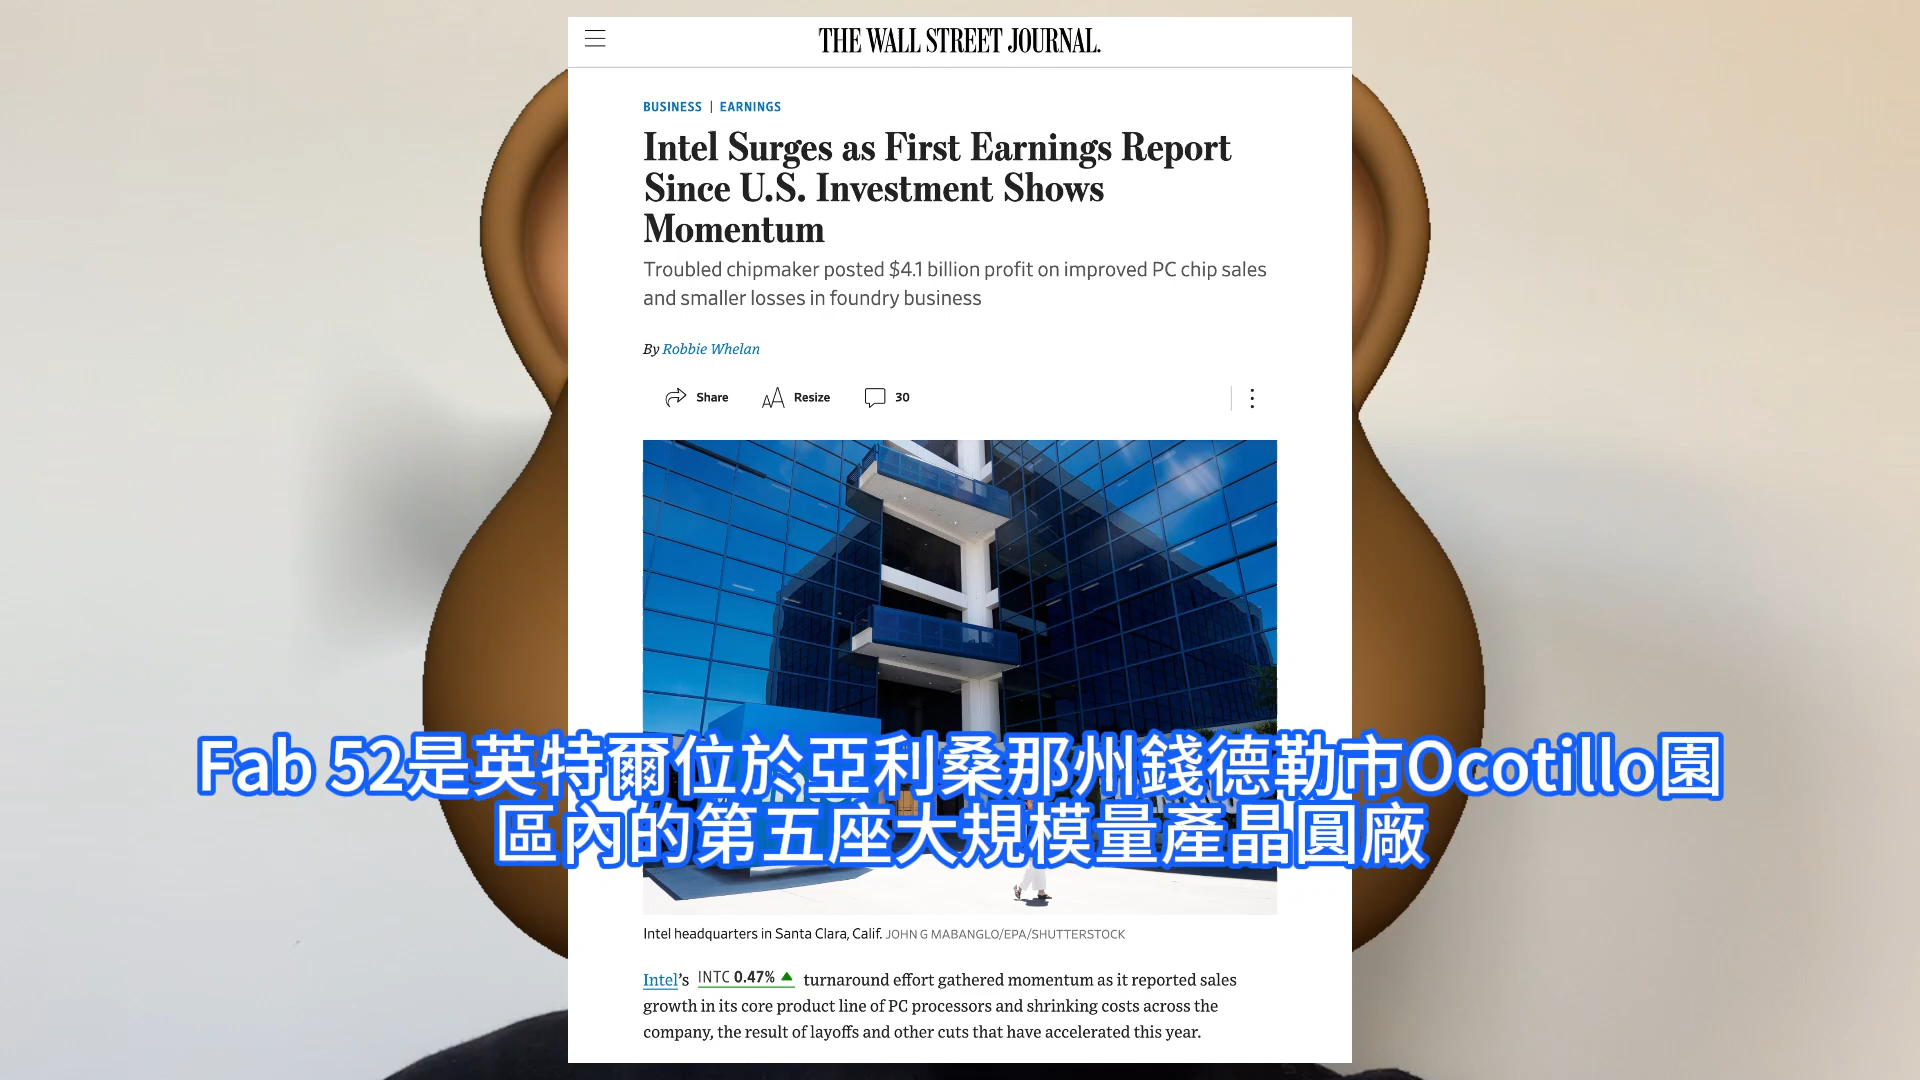 THE WALL STREET JOURNAL.
BUSINESS | EARNINGS
Intel Surges as First Earnings Report
Since U.S. Investment Shows
Momentum
Troubled chipmaker posted $4.1 billion profit on improved PC chip sales
and smaller losses in foundry business
By Robbie Whelan
Share
Resize
30
Fab 52是英特爾位於亞利桑那州錢德勒市Ocotillo園
區內的第五座大規模量產晶圓廠
Intel headquarters in Santa Clara, Calif. JOHN G MABANGLO/EPA/SHUTTERSTOCK
Intel's INTC 0.47% ▲ turnaround effort gathered momentum as it reported sales
growth in its core product line of PC processors and shrinking costs across the
company, the result of layoffs and other cuts that have accelerated this year.